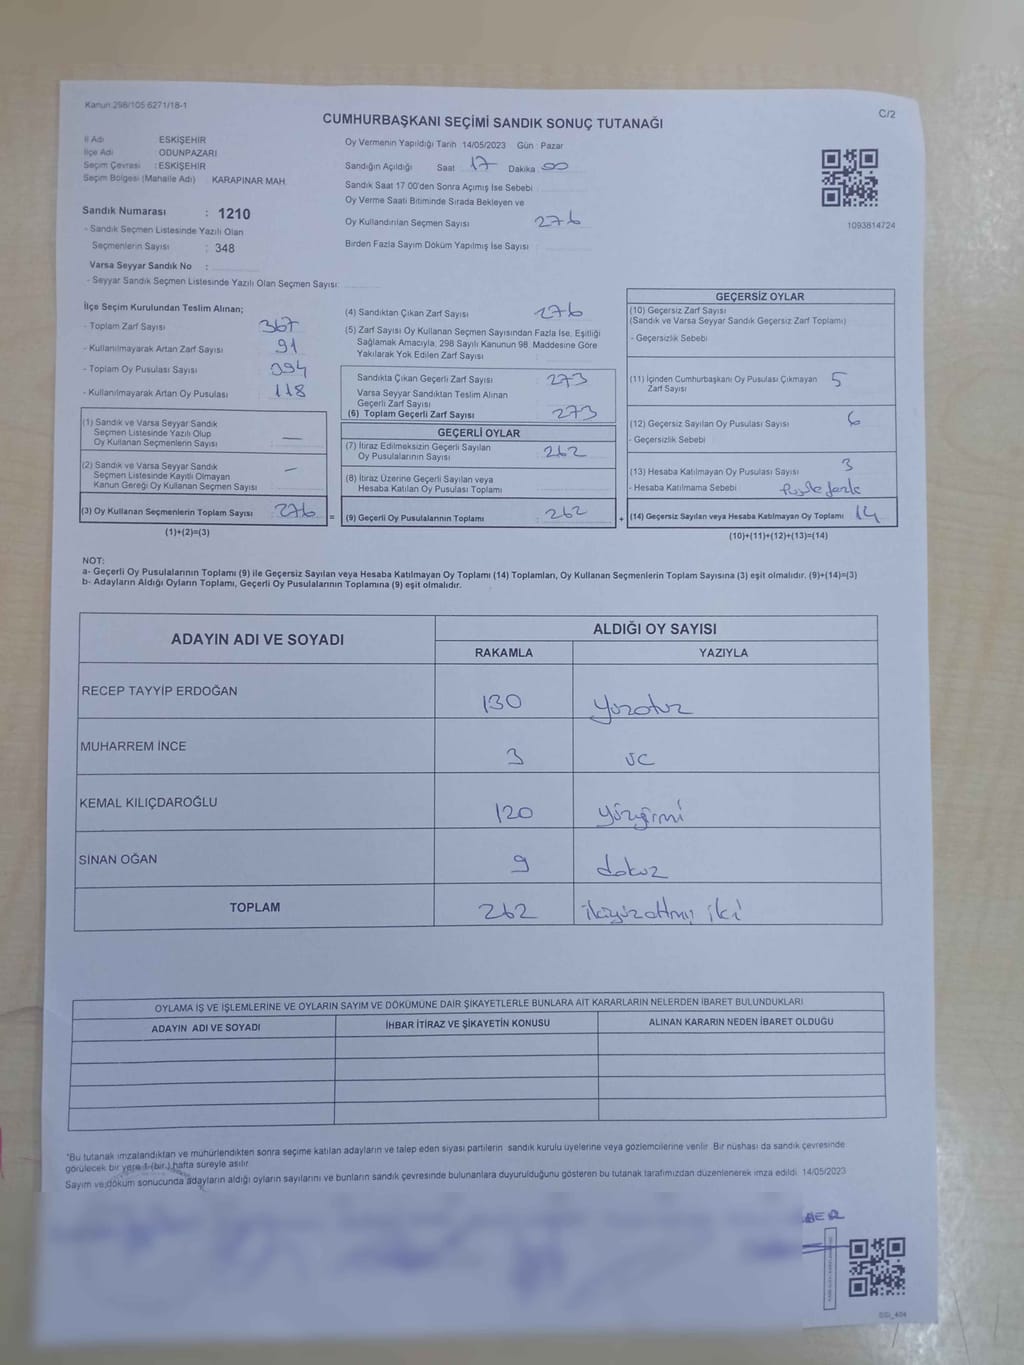 Kanun 298/105 6271/18-1
C/2
CUMHURBAŞKANI SEÇİMİ SANDIK SONUÇ TUTANAĞI
İl Adı : ESKİŞEHİR
İlçe Adı : ODUNPAZARI
Seçim Çevresi : ESKİŞEHİR
Seçim Bölgesi (Mahalle Adı) KARAPINAR MAH.
Sandık Numarası : 1210
- Sandık Seçmen Listesinde Yazılı Olan
Seçmenlerin Sayısı : 348
Varsa Seyyar Sandık No :
- Seyyar Sandık Seçmen Listesinde Yazılı Olan Seçmen Sayısı:
Oy Vermenin Yapıldığı Tarih 14/05/2023 Gün Pazar
Sandığın Açıldığı Saat 17 Dakika 00
Sandık Saat 17 00'den Sonra Açımış İse Sebebi
Oy Verme Saati Bitiminde Sırada Bekleyen ve
Oy Kullandırılan Seçmen Sayısı 276
Birden Fazla Sayım Döküm Yapılmış İse Sayısı
1093814724
İlçe Seçim Kurulundan Teslim Alınan;
- Toplam Zarf Sayısı 367
- Kullanılmayarak Artan Zarf Sayısı 91
- Toplam Oy Pusulası Sayısı 394
- Kullanılmayarak Artan Oy Pusulası 118
(1) Sandık ve Varsa Seyyar Sandık
Seçmen Listesinde Yazılı Olup
Oy Kullanan Seçmenlerin Sayısı —
(2) Sandık ve Varsa Seyyar Sandık
Seçmen Listesinde Kayıtlı Olmayan
Kanun Gereği Oy Kullanan Seçmen Sayısı —
(3) Oy Kullanan Seçmenlerin Toplam Sayısı 276 =
(1)+(2)=(3)
(4) Sandıktan Çıkan Zarf Sayısı 276
(5) Zarf Sayısı Oy Kullanan Seçmen Sayısından Fazla İse, Eşitliği
Sağlamak Amacıyla, 298 Sayılı Kanunun 98. Maddesine Göre
Yakılarak Yok Edilen Zarf Sayısı
Sandıkta Çıkan Geçerli Zarf Sayısı 273
Varsa Seyyar Sandıktan Teslim Alınan
Geçerli Zarf Sayısı
(6) Toplam Geçerli Zarf Sayısı 273
GEÇERLİ OYLAR
(7) İtiraz Edilmeksizin Geçerli Sayılan
Oy Pusulalarının Sayısı 262
(8) İtiraz Üzerine Geçerli Sayılan veya
Hesaba Katılan Oy Pusulası Toplamı
(9) Geçerli Oy Pusulalarının Toplamı : 262 +
GEÇERSİZ OYLAR
(10) Geçersiz Zarf Sayısı
(Sandık ve Varsa Seyyar Sandık Geçersiz Zarf Toplamı)
- Geçersizlik Sebebi
(11) İçinden Cumhurbaşkanı Oy Pusulası Çıkmayan 5
Zarf Sayısı
(12) Geçersiz Sayılan Oy Pusulası Sayısı 6
- Geçersizlik Sebebi
(13) Hesaba Katılmayan Oy Pusulası Sayısı 3
- Hesaba Katılmama Sebebi
(14) Geçersiz Sayılan veya Hesaba Katılmayan Oy Toplamı 14
(10)+(11)+(12)+(13)=(14)
NOT:
a- Geçerli Oy Pusulalarının Toplamı (9) ile Geçersiz Sayılan veya Hesaba Katılmayan Oy Toplamı (14) Toplamları, Oy Kullanan Seçmenlerin Toplam Sayısına (3) eşit olmalıdır. (9)+(14)=(3)
b- Adayların Aldığı Oyların Toplamı, Geçerli Oy Pusulalarının Toplamına (9) eşit olmalıdır.
ADAYIN ADI VE SOYADI
ALDIĞI OY SAYISI
RAKAMLA YAZIYLA
RECEP TAYYİP ERDOĞAN 130 yüzotuz
MUHARREM İNCE 3 üç
KEMAL KILIÇDAROĞLU 120 yüzyirmi
SİNAN OĞAN 9 dokuz
TOPLAM 262 ikiyüzaltmış iki
OYLAMA İŞ VE İŞLEMLERİNE VE OYLARIN SAYIM VE DÖKÜMÜNE DAİR ŞİKAYETLERLE BUNLARA AİT KARARLARIN NELERDEN İBARET BULUNDUKLARI
ADAYIN ADI VE SOYADI İHBAR İTİRAZ VE ŞİKAYETİN KONUSU ALINAN KARARIN NEDEN İBARET OLDUĞU
*Bu tutanak imzalandıktan ve mühürlendikten sonra seçime katılan adayların ve talep eden siyasi partilerin sandık kurulu üyelerine veya gözlemcilerine verilir. Bir nüshası da sandık çevresinde
görülecek bir yere 1 (bir ) hafta süreyle asılır.
Sayım ve döküm sonucunda adayların aldığı oyların sayılarını ve bunların sandık çevresinde bulunanlara duyurulduğunu gösteren bu tutanak tarafımızdan düzenlenerek imza edildi. 14/05/2023